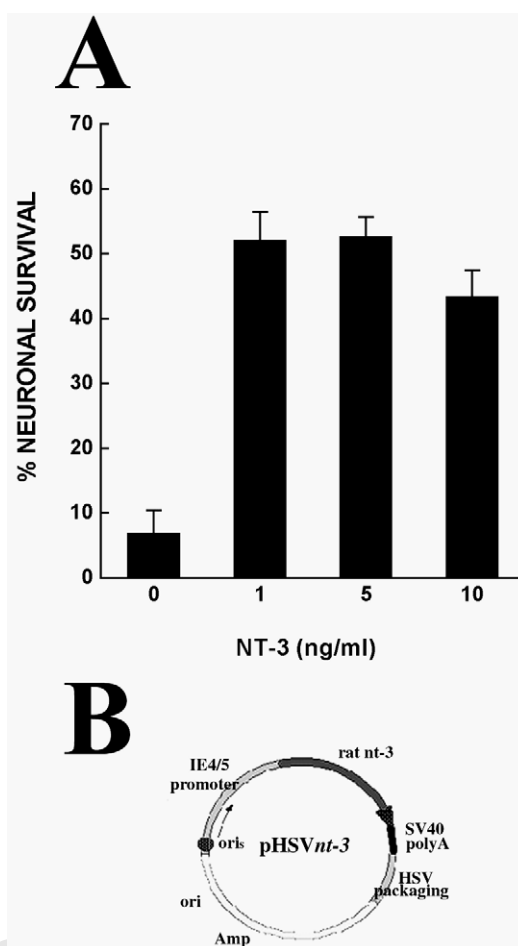 A
% NEURONAL SURVIVAL
70
60
50
40
30
20
10
0
0 1 5 10
NT-3 (ng/ml)
B
IE4/5
promoter
rat nt-3
SV40
polyA
oris
pHSVnt-3
HSV
packaging
ori
Amp